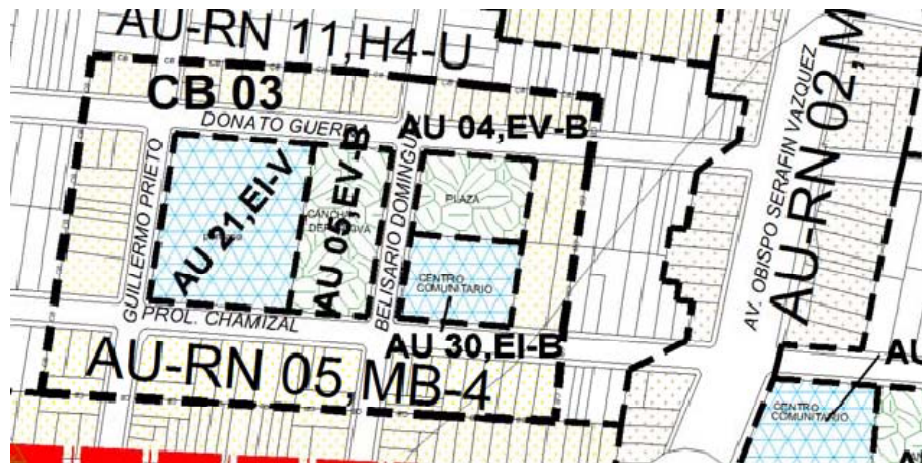 AU-RN 11,H4-U
CB 03
DONATO GUERRA
AU 04,EV-B
GUILLERMO PRIETO
AU 21,EI-V
CANCHA
DEPORTIVA
AU 05,EV-B
BELISARIO DOMINGU
PLAZA
CENTRO
COMUNITARIO
AU 30,EI-B
PROL. CHAMIZAL
AU-RN 05,MB-4
AV. OBISPO SERAFIN VAZQUEZ
AU-RN 02,M
AU
CENTRO
COMUNITARIO